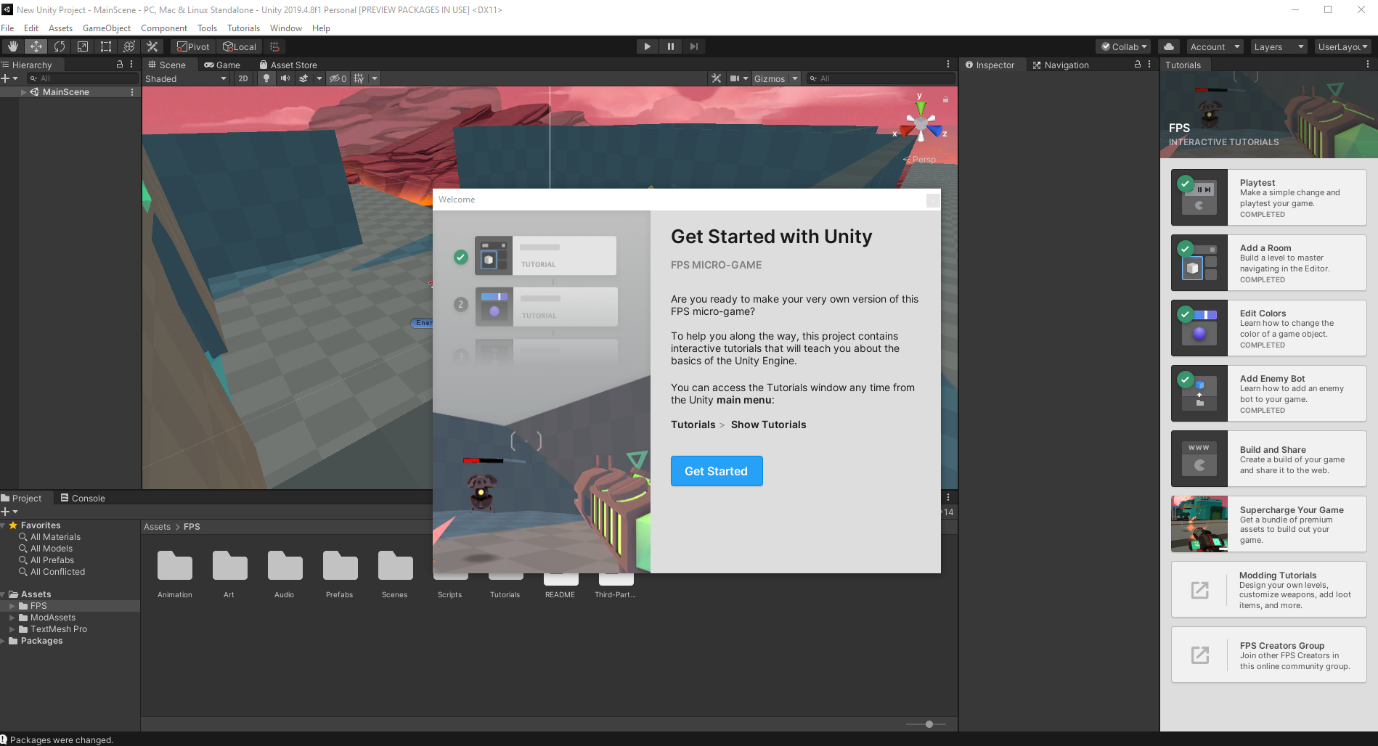 New Unity Project - MainScene - PC, Mac & Linux Standalone - Unity 2019.4.8f1 Personal [PREVIEW PACKAGES IN USE] <DX11>
File Edit Assets GameObject Component Tools Tutorials Window Help
Pivot Local Collab Account Layers UserLayou
Hierarchy Scene Game Asset Store Inspector Navigation Tutorials
All Shaded 2D 0 Gizmos All
MainScene
y
x z
Persp
FPS
INTERACTIVE TUTORIALS
Playtest
Make a simple change and
playtest your game.
COMPLETED
Add a Room
Build a level to master
navigating in the Editor.
COMPLETED
Edit Colors
Learn how to change the
color of a game object.
COMPLETED
Add Enemy Bot
Learn how to add an enemy
bot to your game.
COMPLETED
WWW
Build and Share
Create a build of your game
and share it to the web.
Supercharge Your Game
Get a bundle of premium
assets to build out your
game.
Modding Tutorials
Design your own levels,
customize weapons, add loot
items, and more.
FPS Creators Group
Join other FPS Creators in
this online community group.
Welcome
TUTORIAL
2
TUTORIAL
Get Started with Unity
FPS MICRO-GAME
Are you ready to make your very own version of this
FPS micro-game?
To help you along the way, this project contains
interactive tutorials that will teach you about the
basics of the Unity Engine.
You can access the Tutorials window any time from
the Unity main menu:
Tutorials > Show Tutorials
Get Started
Ener
Project Console
14
Favorites
All Materials
All Models
All Prefabs
All Conflicted
Assets
FPS
ModAssets
TextMesh Pro
Packages
Assets > FPS
Animation Art Audio Prefabs Scenes Scripts Tutorials README Third-Part...
Packages were changed.